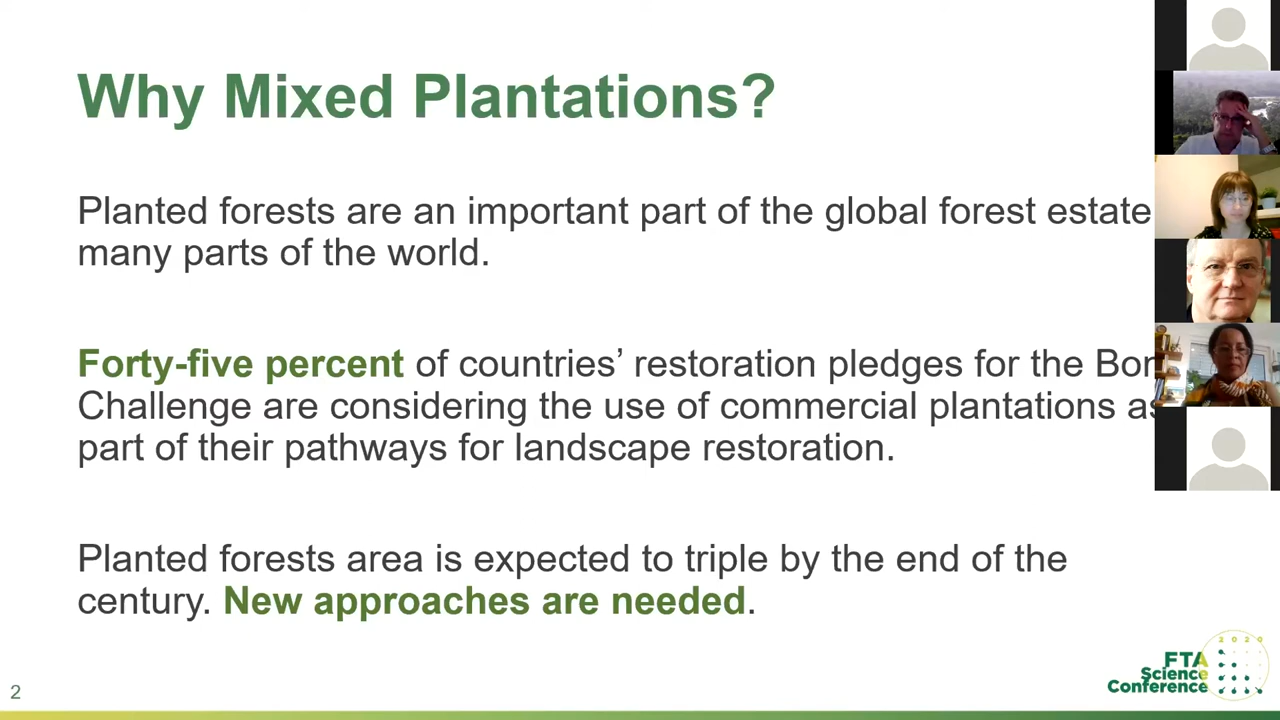 Why Mixed Plantations?
Planted forests are an important part of the global forest estate
many parts of the world.
Forty-five percent of countries’ restoration pledges for the
Challenge are considering the use of commercial plantations
part of their pathways for landscape restoration.
Planted forests area is expected to triple by the end of the
century. New approaches are needed.
2020
FTA
Science
Conference
2